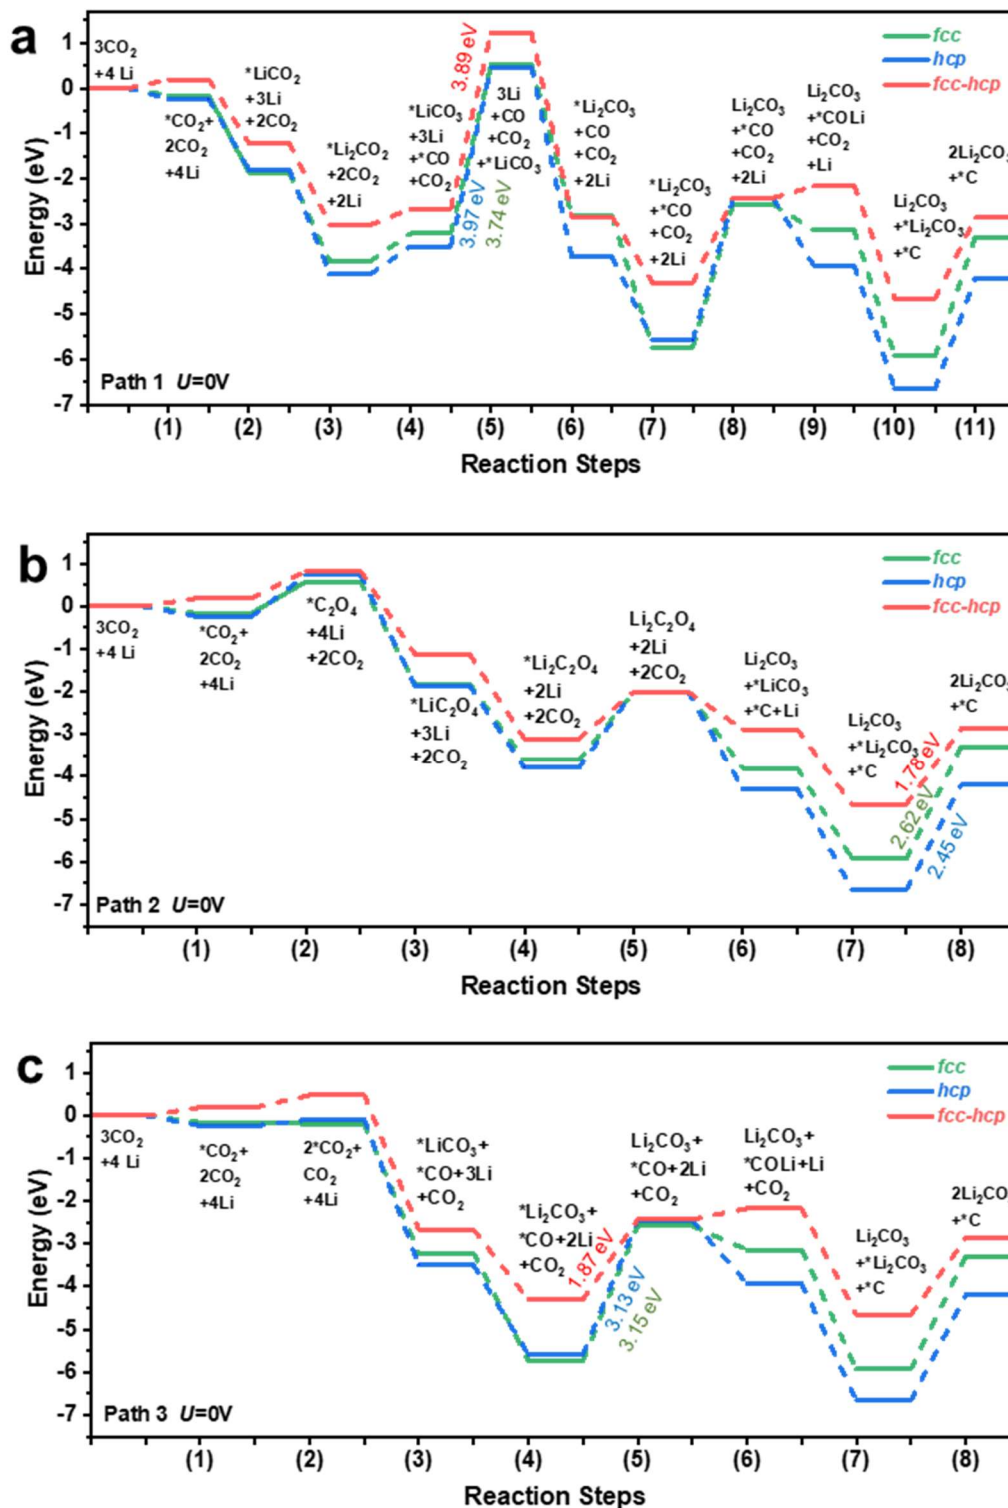 a
fcc
hcp
fcc-hcp
3CO₂
+4 Li
*CO₂+
2CO₂
+4Li
*LiCO₂
+3Li
+2CO₂
*Li₂CO₂
+2CO₂
+2Li
*LiCO₃
+3Li
+*CO
+CO₂
3.89 eV
3.97 eV
3.74 eV
3Li
+CO
+CO₂
+*LiCO₃
*Li₂CO₃
+CO
+CO₂
+2Li
*Li₂CO₃
+*CO
+CO₂
+2Li
Li₂CO₃
+*CO
+CO₂
+2Li
Li₂CO₃
+*COLi
+CO₂
+Li
Li₂CO₃
+*Li₂CO₃
+*C
2Li₂CO₃
+*C
1
0
-1
-2
-3
-4
-5
-6
-7
Energy (eV)
Path 1 U=0V
(1) (2) (3) (4) (5) (6) (7) (8) (9) (10) (11)
Reaction Steps
b
fcc
hcp
fcc-hcp
3CO₂
+4 Li
*CO₂+
2CO₂
+4Li
*C₂O₄
+4Li
+2CO₂
*LiC₂O₄
+3Li
+2CO₂
*Li₂C₂O₄
+2Li
+2CO₂
Li₂C₂O₄
+2Li
+2CO₂
Li₂CO₃
+*LiCO₃
+*C+Li
Li₂CO₃
+*Li₂CO₃
+*C
1.78 eV
2.62 eV
2.45 eV
2Li₂CO₃
+*C
1
0
-1
-2
-3
-4
-5
-6
-7
Energy (eV)
Path 2 U=0V
(1) (2) (3) (4) (5) (6) (7) (8)
Reaction Steps
c
fcc
hcp
fcc-hcp
3CO₂
+4 Li
*CO₂+
2CO₂
+4Li
2*CO₂+
CO₂
+4Li
*LiCO₃+
*CO+3Li
+CO₂
*Li₂CO₃+
*CO+2Li
+CO₂
1.87 eV
3.13 eV
3.15 eV
Li₂CO₃+
*CO+2Li
+CO₂
Li₂CO₃+
*COLi+Li
+CO₂
Li₂CO₃
+*Li₂CO₃
+*C
2Li₂CO
+*C
1
0
-1
-2
-3
-4
-5
-6
-7
Energy (eV)
Path 3 U=0V
(1) (2) (3) (4) (5) (6) (7) (8)
Reaction Steps